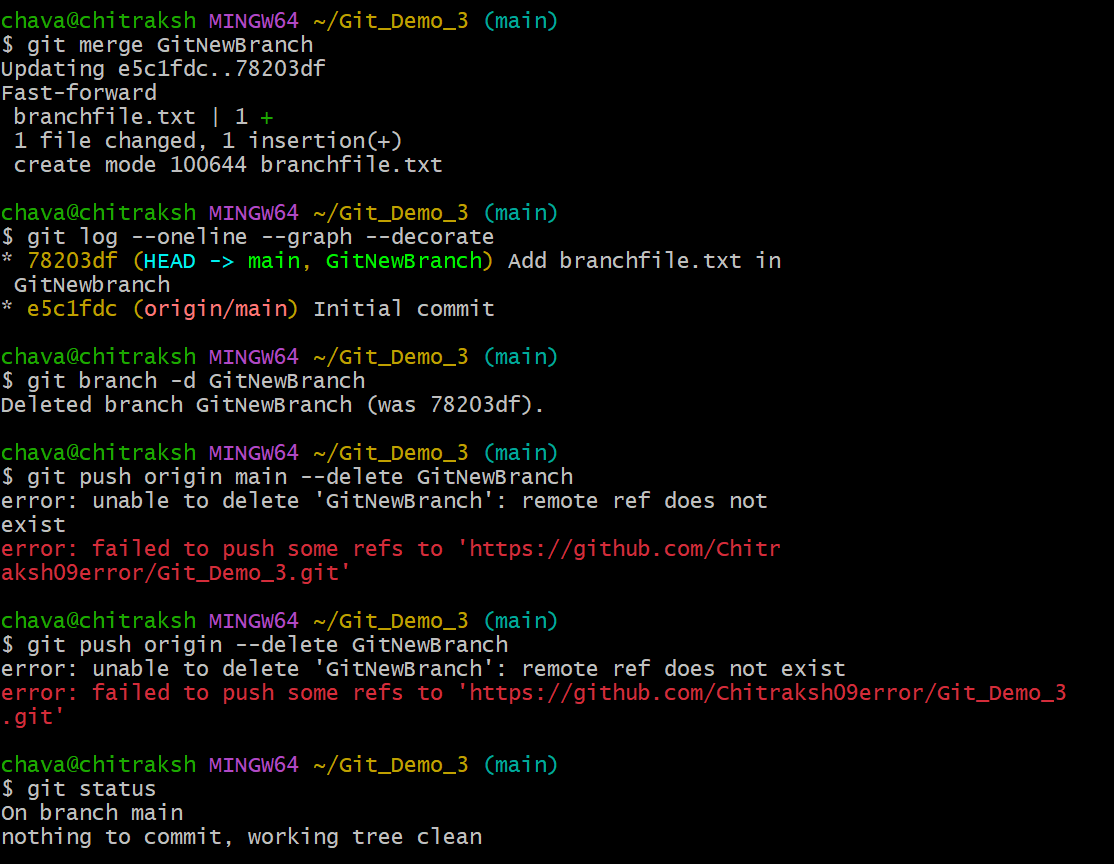 chava@chitraksh MINGW64 ~/Git_Demo_3 (main)
$ git merge GitNewBranch
Updating e5c1fdc..78203df
Fast-forward
 branchfile.txt | 1 +
 1 file changed, 1 insertion(+)
 create mode 100644 branchfile.txt

chava@chitraksh MINGW64 ~/Git_Demo_3 (main)
$ git log --oneline --graph --decorate
* 78203df (HEAD -> main, GitNewBranch) Add branchfile.txt in
 GitNewbranch
* e5c1fdc (origin/main) Initial commit

chava@chitraksh MINGW64 ~/Git_Demo_3 (main)
$ git branch -d GitNewBranch
Deleted branch GitNewBranch (was 78203df).

chava@chitraksh MINGW64 ~/Git_Demo_3 (main)
$ git push origin main --delete GitNewBranch
error: unable to delete 'GitNewBranch': remote ref does not
exist
error: failed to push some refs to 'https://github.com/Chitr
aksh09error/Git_Demo_3.git'

chava@chitraksh MINGW64 ~/Git_Demo_3 (main)
$ git push origin --delete GitNewBranch
error: unable to delete 'GitNewBranch': remote ref does not exist
error: failed to push some refs to 'https://github.com/Chitraksh09error/Git_Demo_3
.git'

chava@chitraksh MINGW64 ~/Git_Demo_3 (main)
$ git status
On branch main
nothing to commit, working tree clean